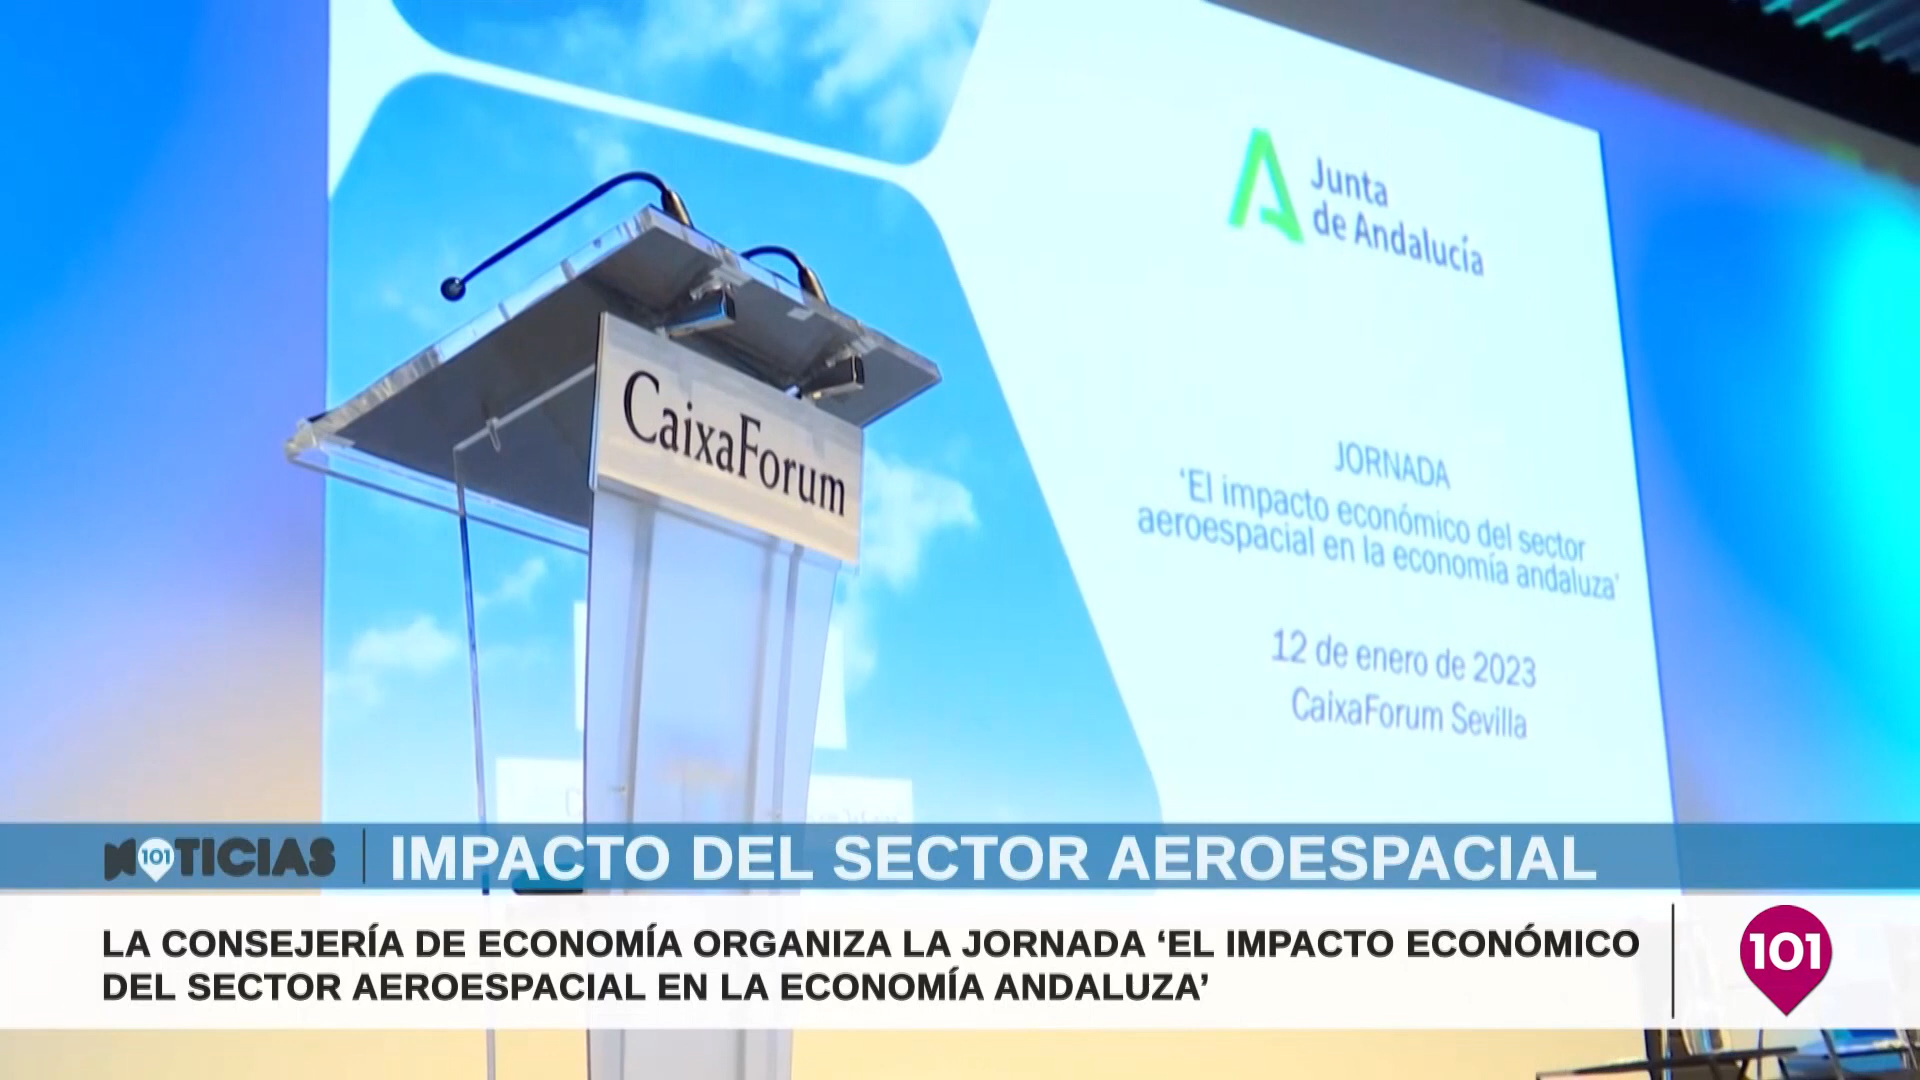 Junta
de Andalucía
CaixaForum
JORNADA
‘El impacto económico del sector
aeroespacial en la economía andaluza’
12 de enero de 2023
CaixaForum Sevilla
NOTICIAS
101
IMPACTO DEL SECTOR AEROESPACIAL
LA CONSEJERÍA DE ECONOMÍA ORGANIZA LA JORNADA ‘EL IMPACTO ECONÓMICO
DEL SECTOR AEROESPACIAL EN LA ECONOMÍA ANDALUZA’
101